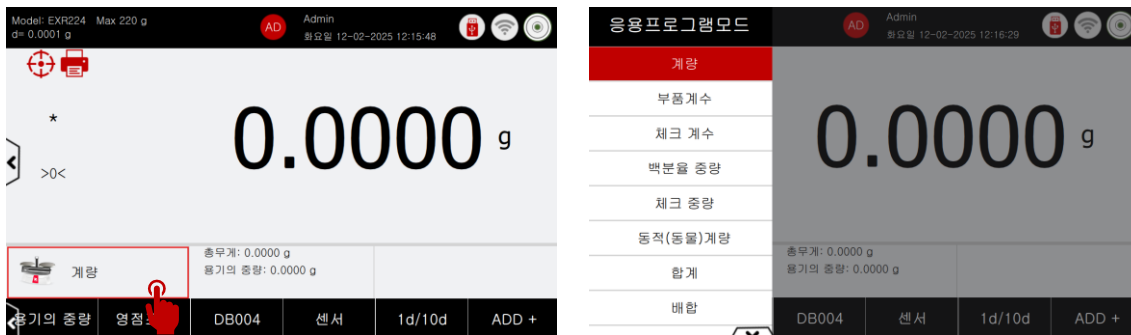 Model: EXR224 Max 220 g
d= 0.0001 g
AD
Admin
화요일 12-02-2025 12:15:48
*
0.0000 g
>0<
계량
총무게: 0.0000 g
용기의 중량: 0.0000 g
용기의 중량
영점
DB004
센서
1d/10d
ADD +
응용프로그램모드
계량
부품계수
체크 계수
백분율 중량
체크 중량
동적(동물)계량
합계
배합
AD
Admin
화요일 12-02-2025 12:16:29
0.0000 g
총무게: 0.0000 g
용기의 중량: 0.0000 g
DB004
센서
1d/10d
ADD +